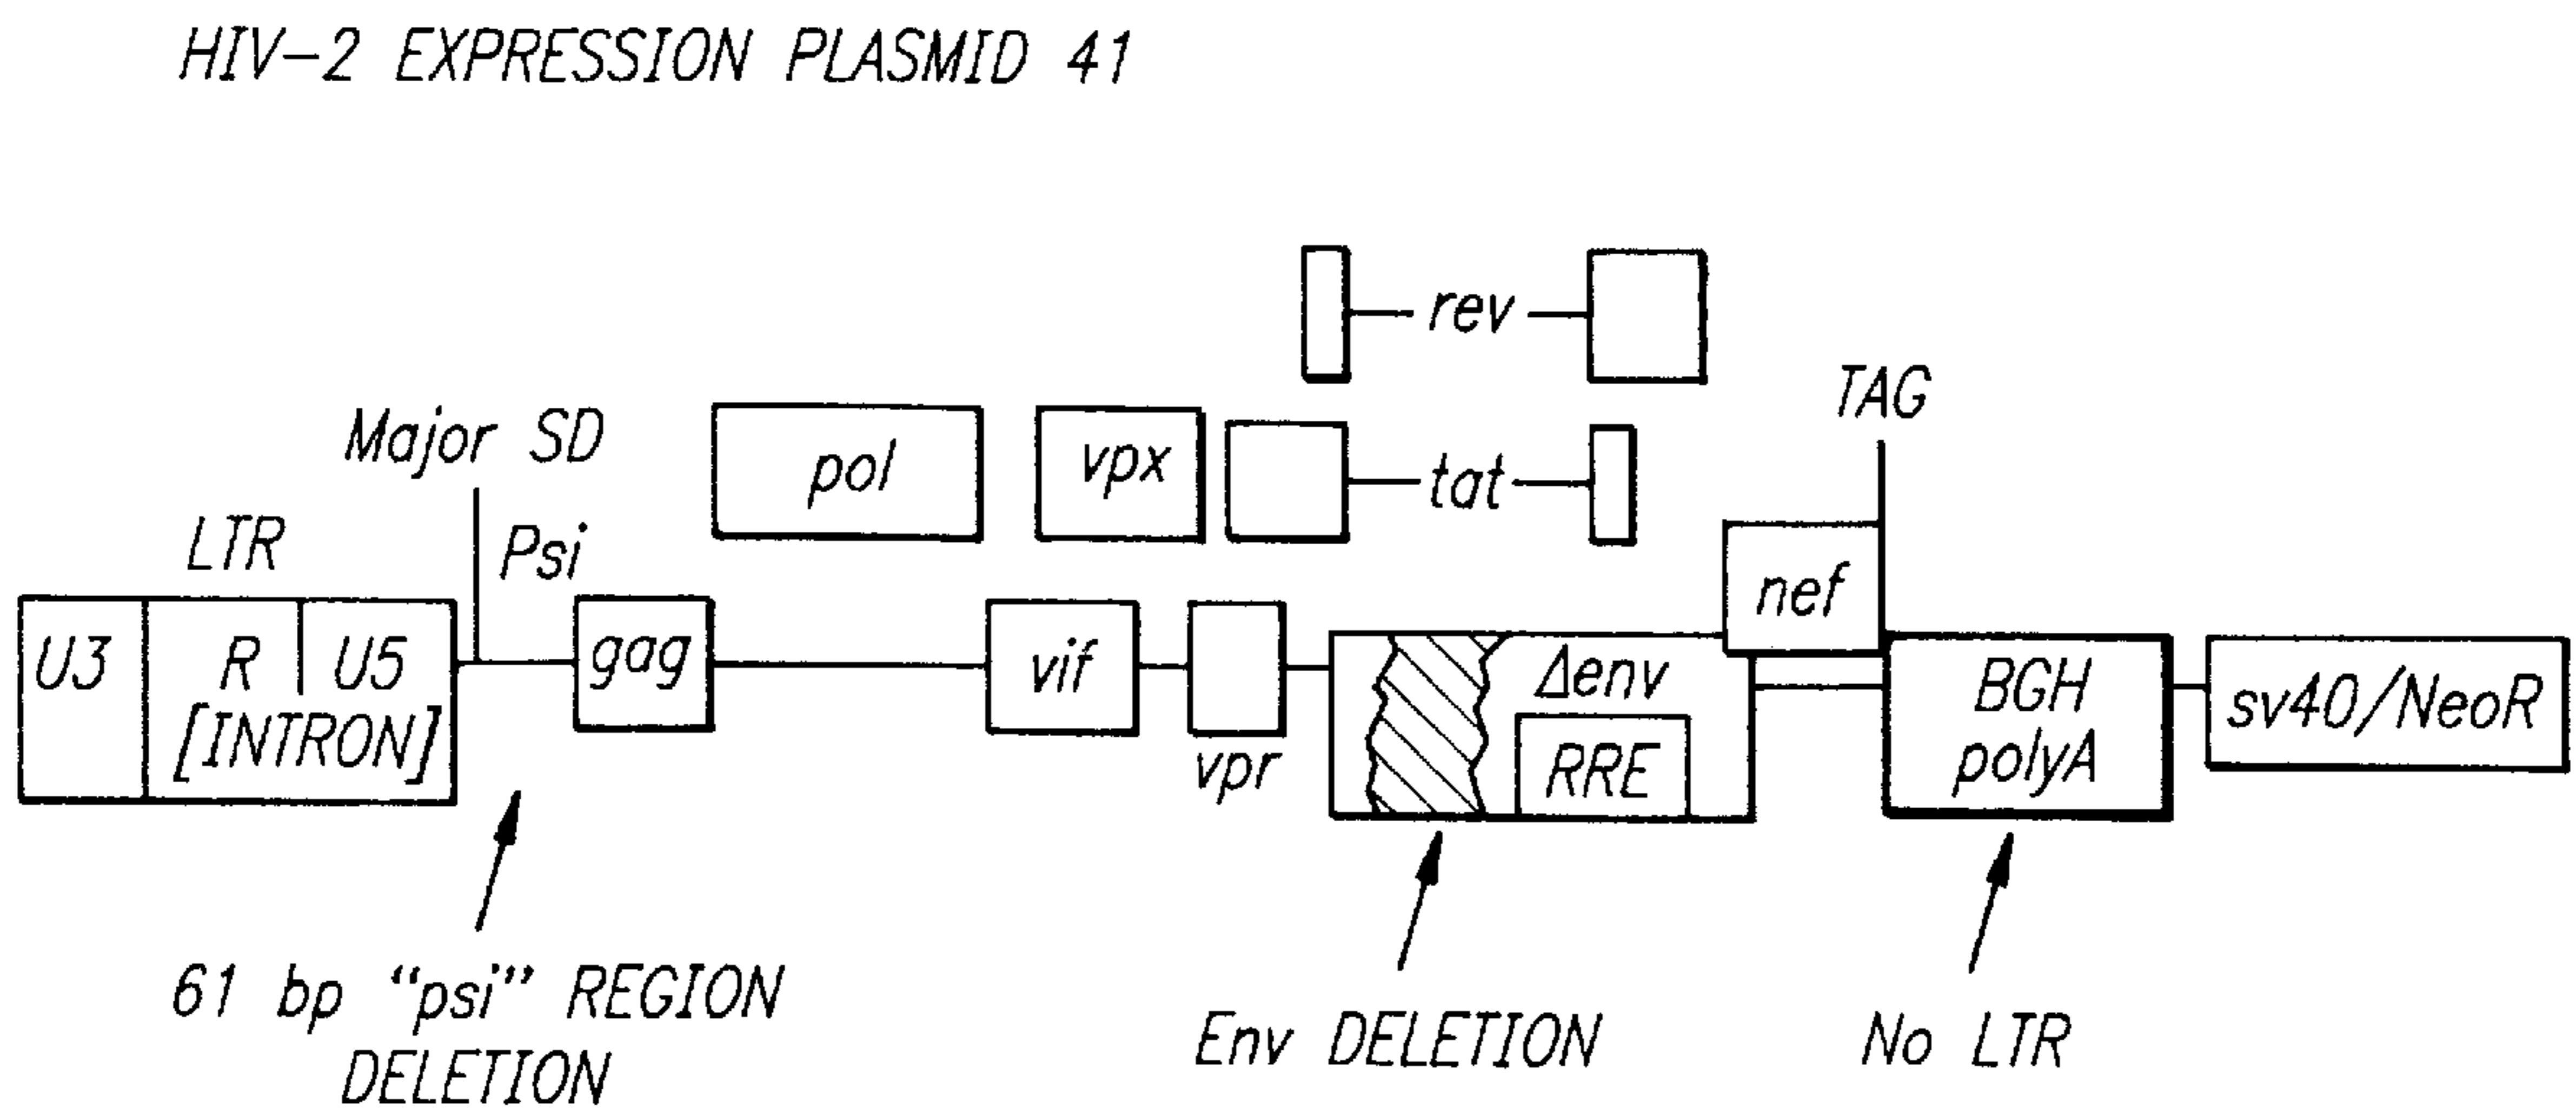 HIV-2 EXPRESSION PLASMID 41
rev
TAG
Major SD
pol
vpx
tat
LTR
Psi
nef
U3
R
U5
[INTRON]
gag
vif
vpr
Δenv
RRE
BGH
polyA
sv40/NeoR
61 bp "psi" REGION
DELETION
Env DELETION
No LTR